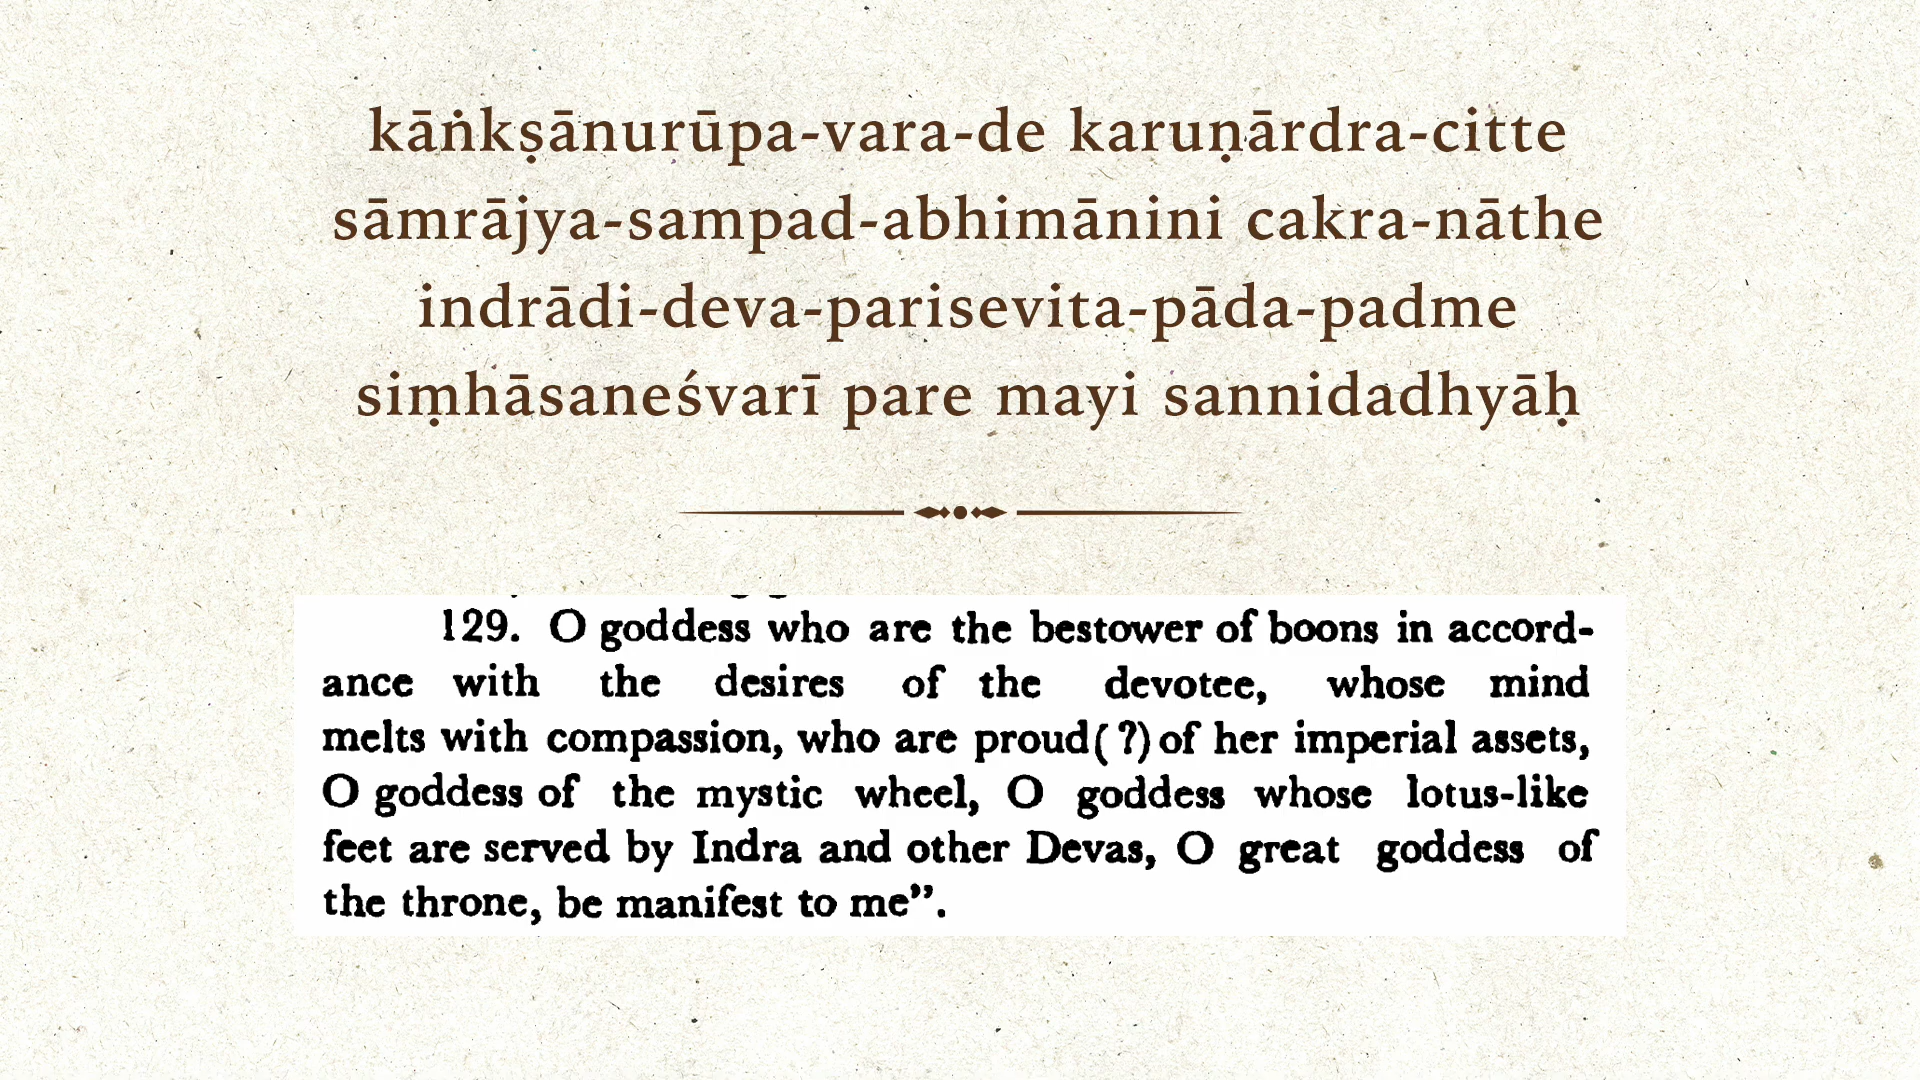 kāṅkṣānurūpa-vara-de karuṇārdra-citte
sāmrājya-sampad-abhimānini cakra-nāthe
indrādi-deva-parisevita-pāda-padme
siṃhāsaneśvarī pare mayi sannidadhyāḥ
129. O goddess who are the bestower of boons in accord-
ance with the desires of the devotee, whose mind
melts with compassion, who are proud(?) of her imperial assets,
O goddess of the mystic wheel, O goddess whose lotus-like
feet are served by Indra and other Devas, O great goddess of
the throne, be manifest to me”.